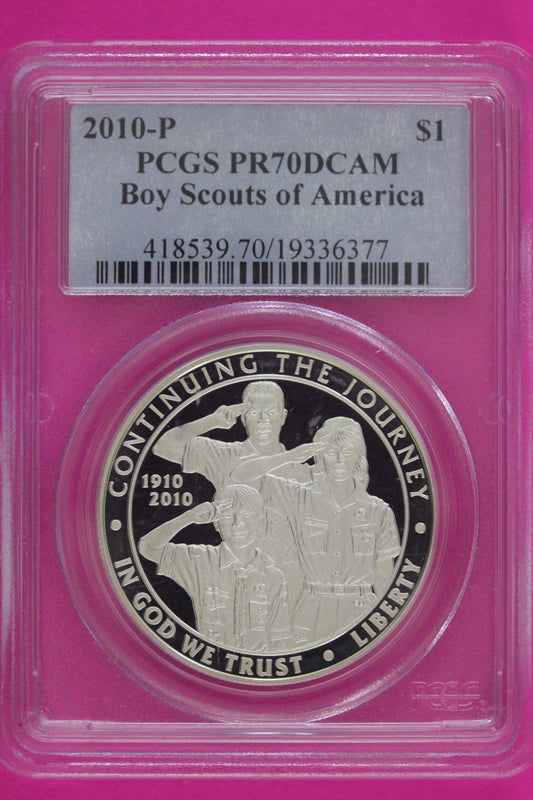 2010-P $1
PCGS PR70DCAM
Boy Scouts of America
418539.70/19336377
CONTINUING THE JOURNEY
1910
2010
IN GOD WE TRUST • LIBERTY
PCGS